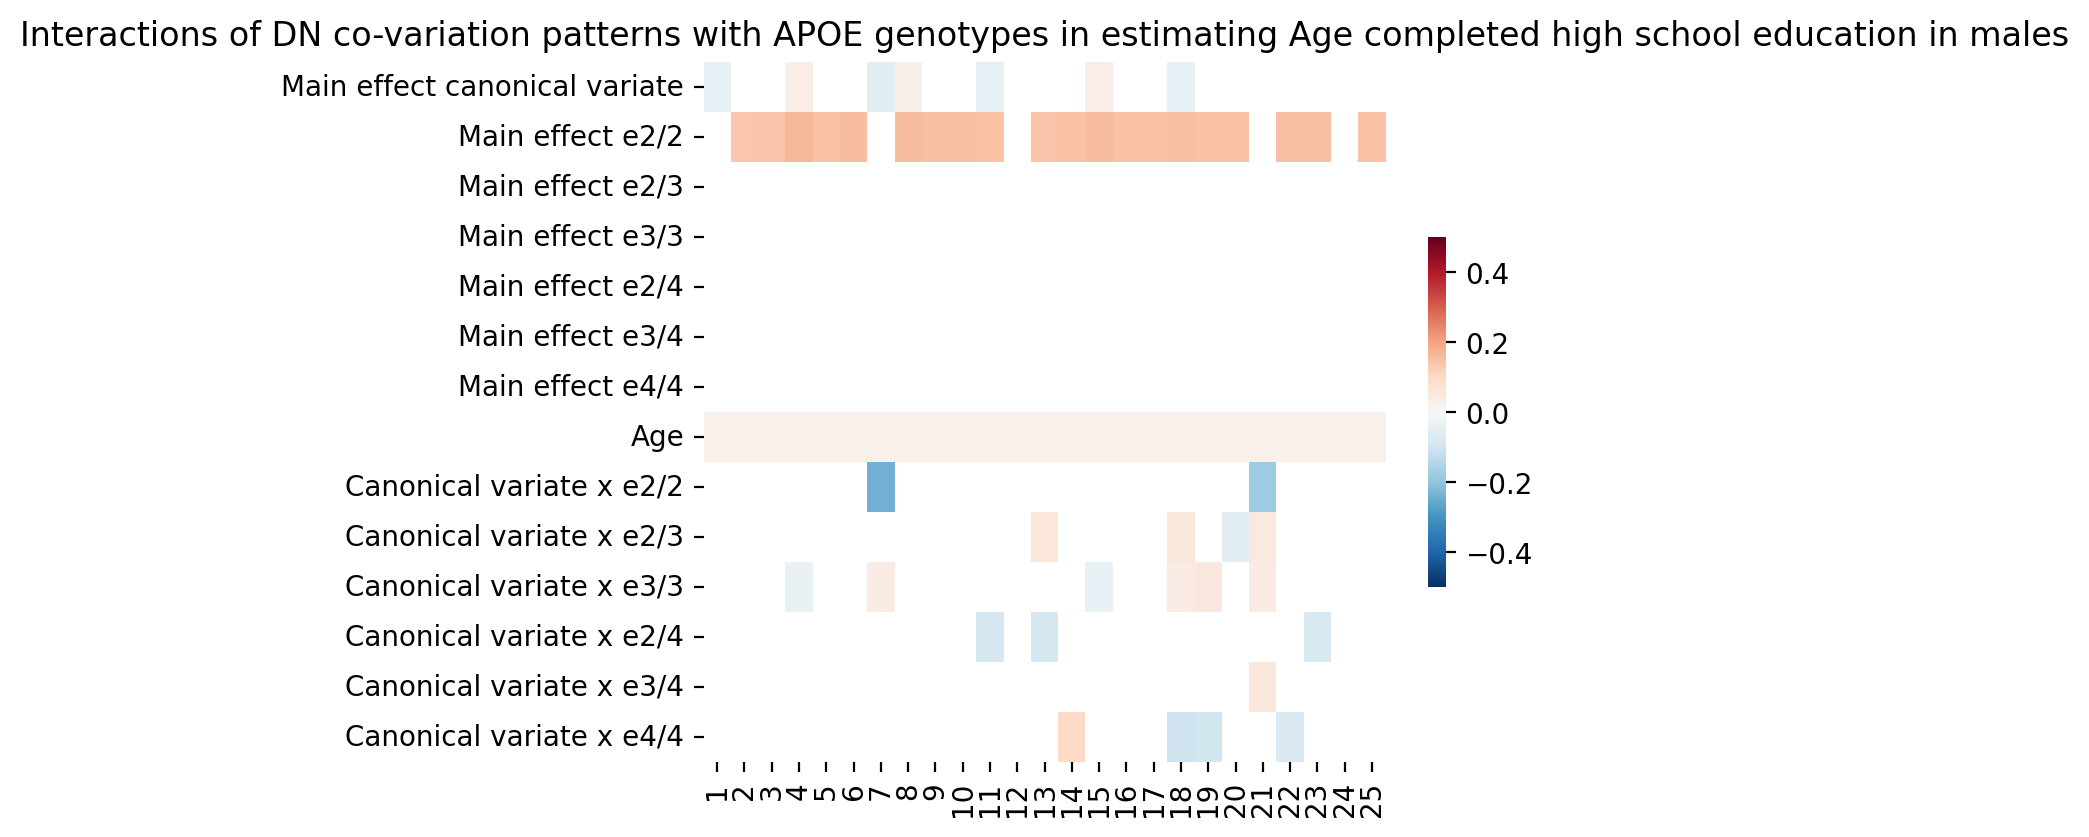 Interactions of DN co-variation patterns with APOE genotypes in estimating Age completed high school education in males
Main effect canonical variate
Main effect e2/2
Main effect e2/3
Main effect e3/3
Main effect e2/4
Main effect e3/4
Main effect e4/4
Age
Canonical variate x e2/2
Canonical variate x e2/3
Canonical variate x e3/3
Canonical variate x e2/4
Canonical variate x e3/4
Canonical variate x e4/4
1 2 3 4 5 6 7 8 9 10 11 12 13 14 15 16 17 18 19 20 21 22 23 24 25
0.4
0.2
0.0
−0.2
−0.4